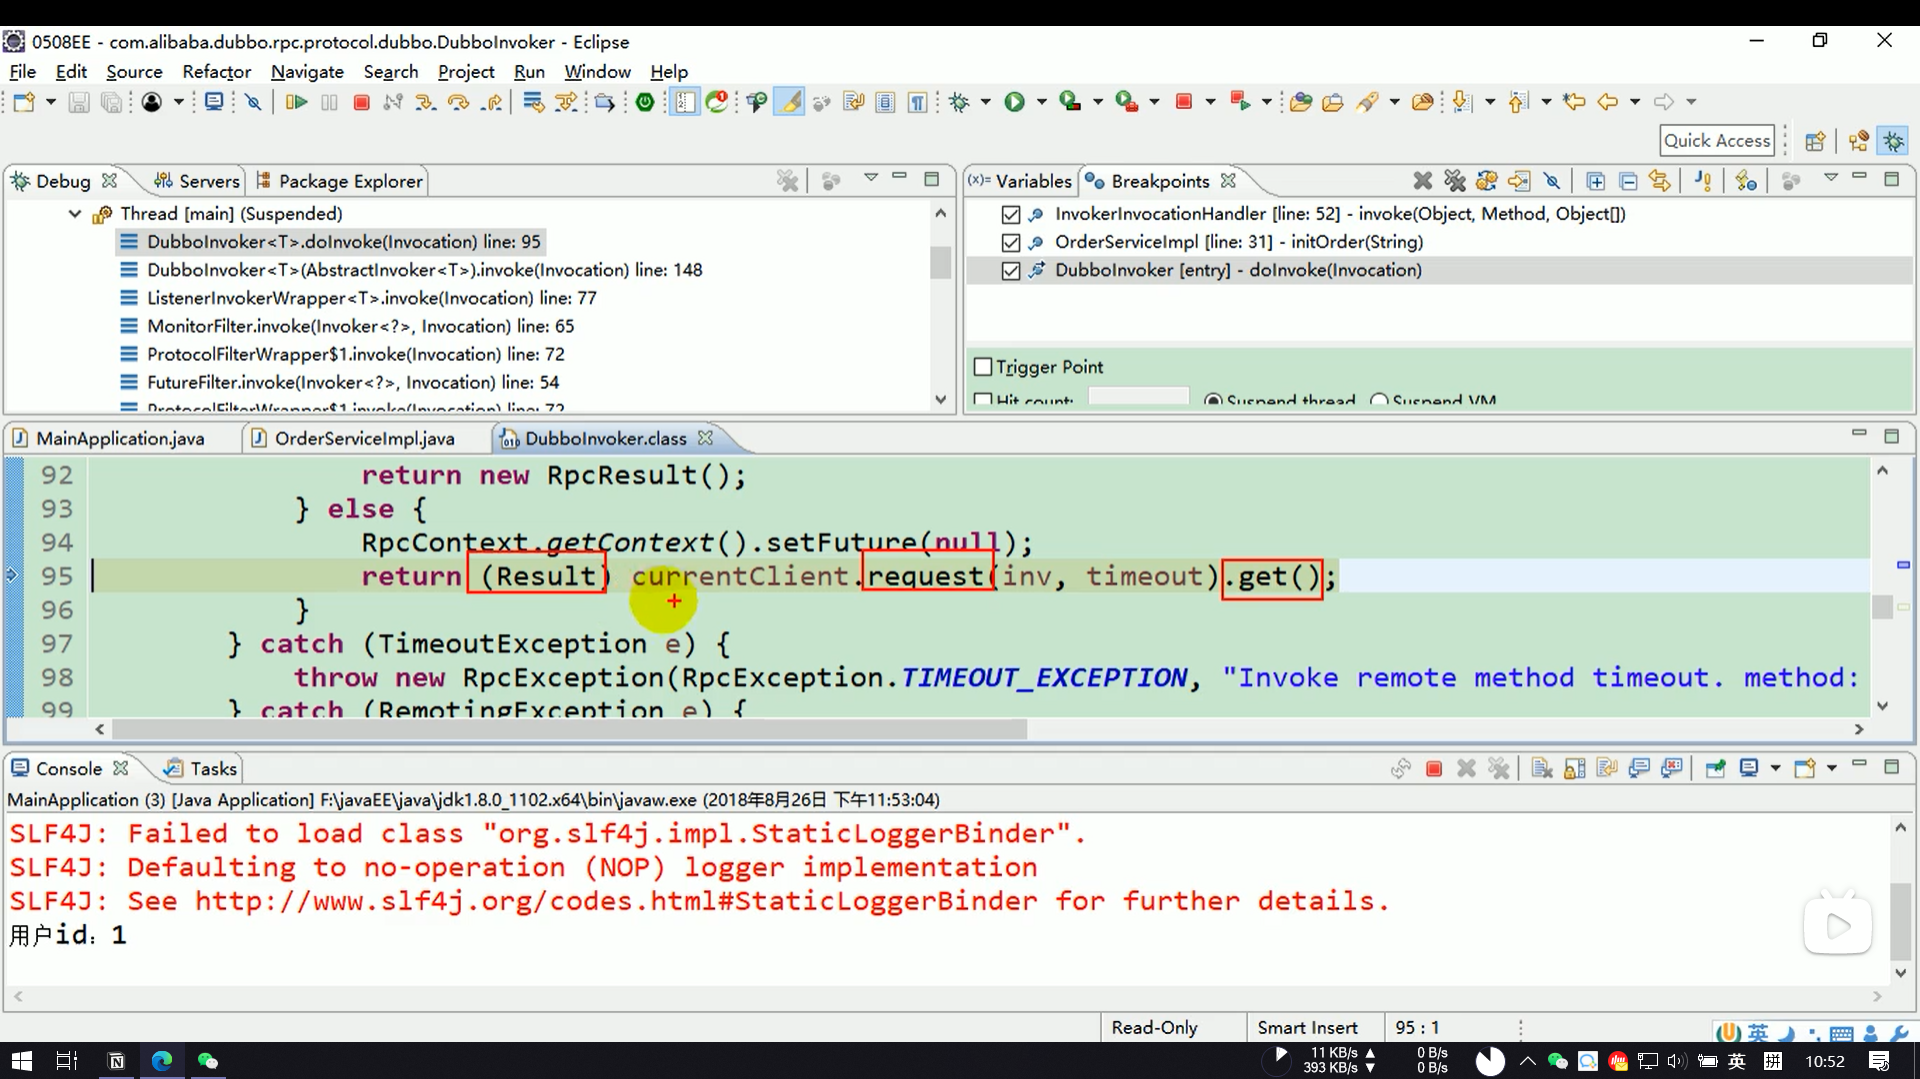 0508EE - com.alibaba.dubbo.rpc.protocol.dubbo.DubboInvoker - Eclipse
File Edit Source Refactor Navigate Search Project Run Window Help
Quick Access
Debug Servers Package Explorer
Thread [main] (Suspended)
DubboInvoker<T>.doInvoke(Invocation) line: 95
DubboInvoker<T>(AbstractInvoker<T>).invoke(Invocation) line: 148
ListenerInvokerWrapper<T>.invoke(Invocation) line: 77
MonitorFilter.invoke(Invoker<?>, Invocation) line: 65
ProtocolFilterWrapper$1.invoke(Invocation) line: 72
FutureFilter.invoke(Invoker<?>, Invocation) line: 54
ProtocolFilterWrapper$1.invoke(Invocation) line: 72
(x)= Variables Breakpoints
InvokerInvocationHandler [line: 52] - invoke(Object, Method, Object[])
OrderServiceImpl [line: 31] - initOrder(String)
DubboInvoker [entry] - doInvoke(Invocation)
Trigger Point
Hit count: Suspend thread Suspend VM
MainApplication.java OrderServiceImpl.java DubboInvoker.class
92 return new RpcResult();
93 } else {
94 RpcContext.getContext().setFuture(null);
95 return (Result) currentClient.request(inv, timeout).get();
96 }
97 } catch (TimeoutException e) {
98 throw new RpcException(RpcException.TIMEOUT_EXCEPTION, "Invoke remote method timeout. method:
99 } catch (RemotingException e) {
Console Tasks
MainApplication (3) [Java Application] F:\javaEE\java\jdk1.8.0_1102.x64\bin\javaw.exe (2018年8月26日 下午11:53:04)
SLF4J: Failed to load class "org.slf4j.impl.StaticLoggerBinder".
SLF4J: Defaulting to no-operation (NOP) logger implementation
SLF4J: See http://www.slf4j.org/codes.html#StaticLoggerBinder for further details.
用户id：1
Read-Only Smart Insert 95 : 1
英
11 KB/s 0 B/s
393 KB/s 0 B/s
英 拼 10:52